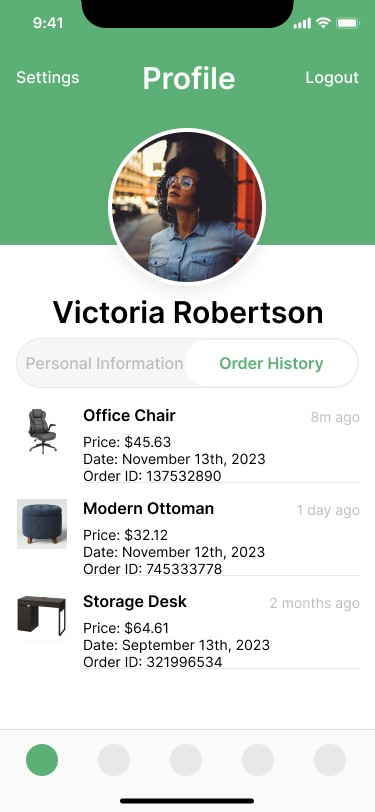 9:41
Settings
Profile
Logout
Victoria Robertson
Personal Information
Order History
Office Chair
8m ago
Price: $45.63
Date: November 13th, 2023
Order ID: 137532890
Modern Ottoman
1 day ago
Price: $32.12
Date: November 12th, 2023
Order ID: 745333778
Storage Desk
2 months ago
Price: $64.61
Date: September 13th, 2023
Order ID: 321996534